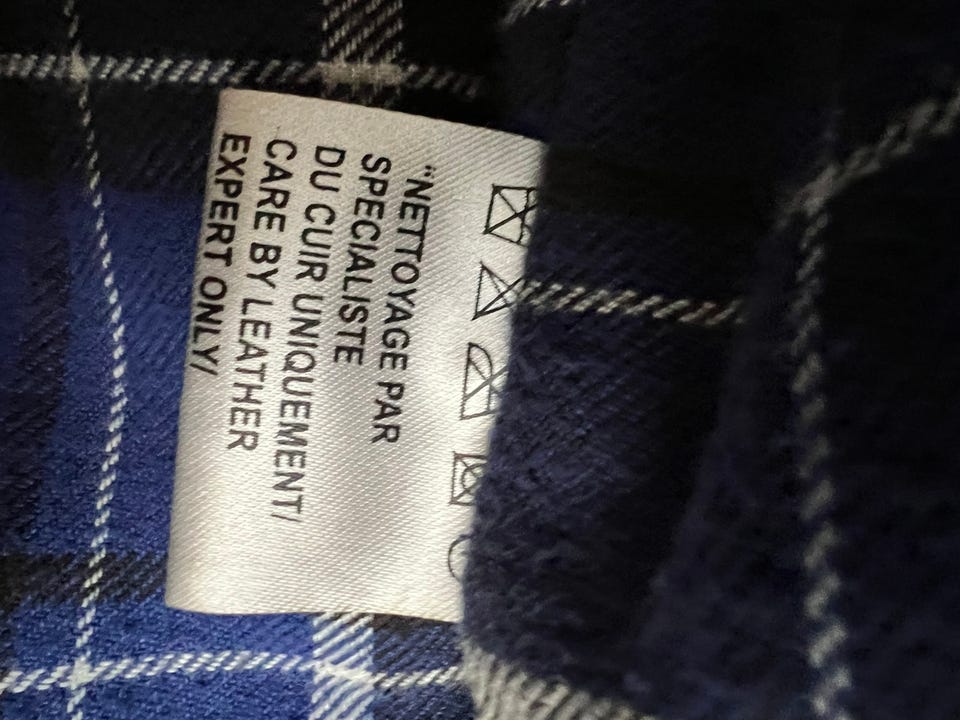 "NETTOYAGE PAR
SPECIALISTE
DU CUIR UNIQUEMENT/
CARE BY LEATHER
EXPERT ONLY/